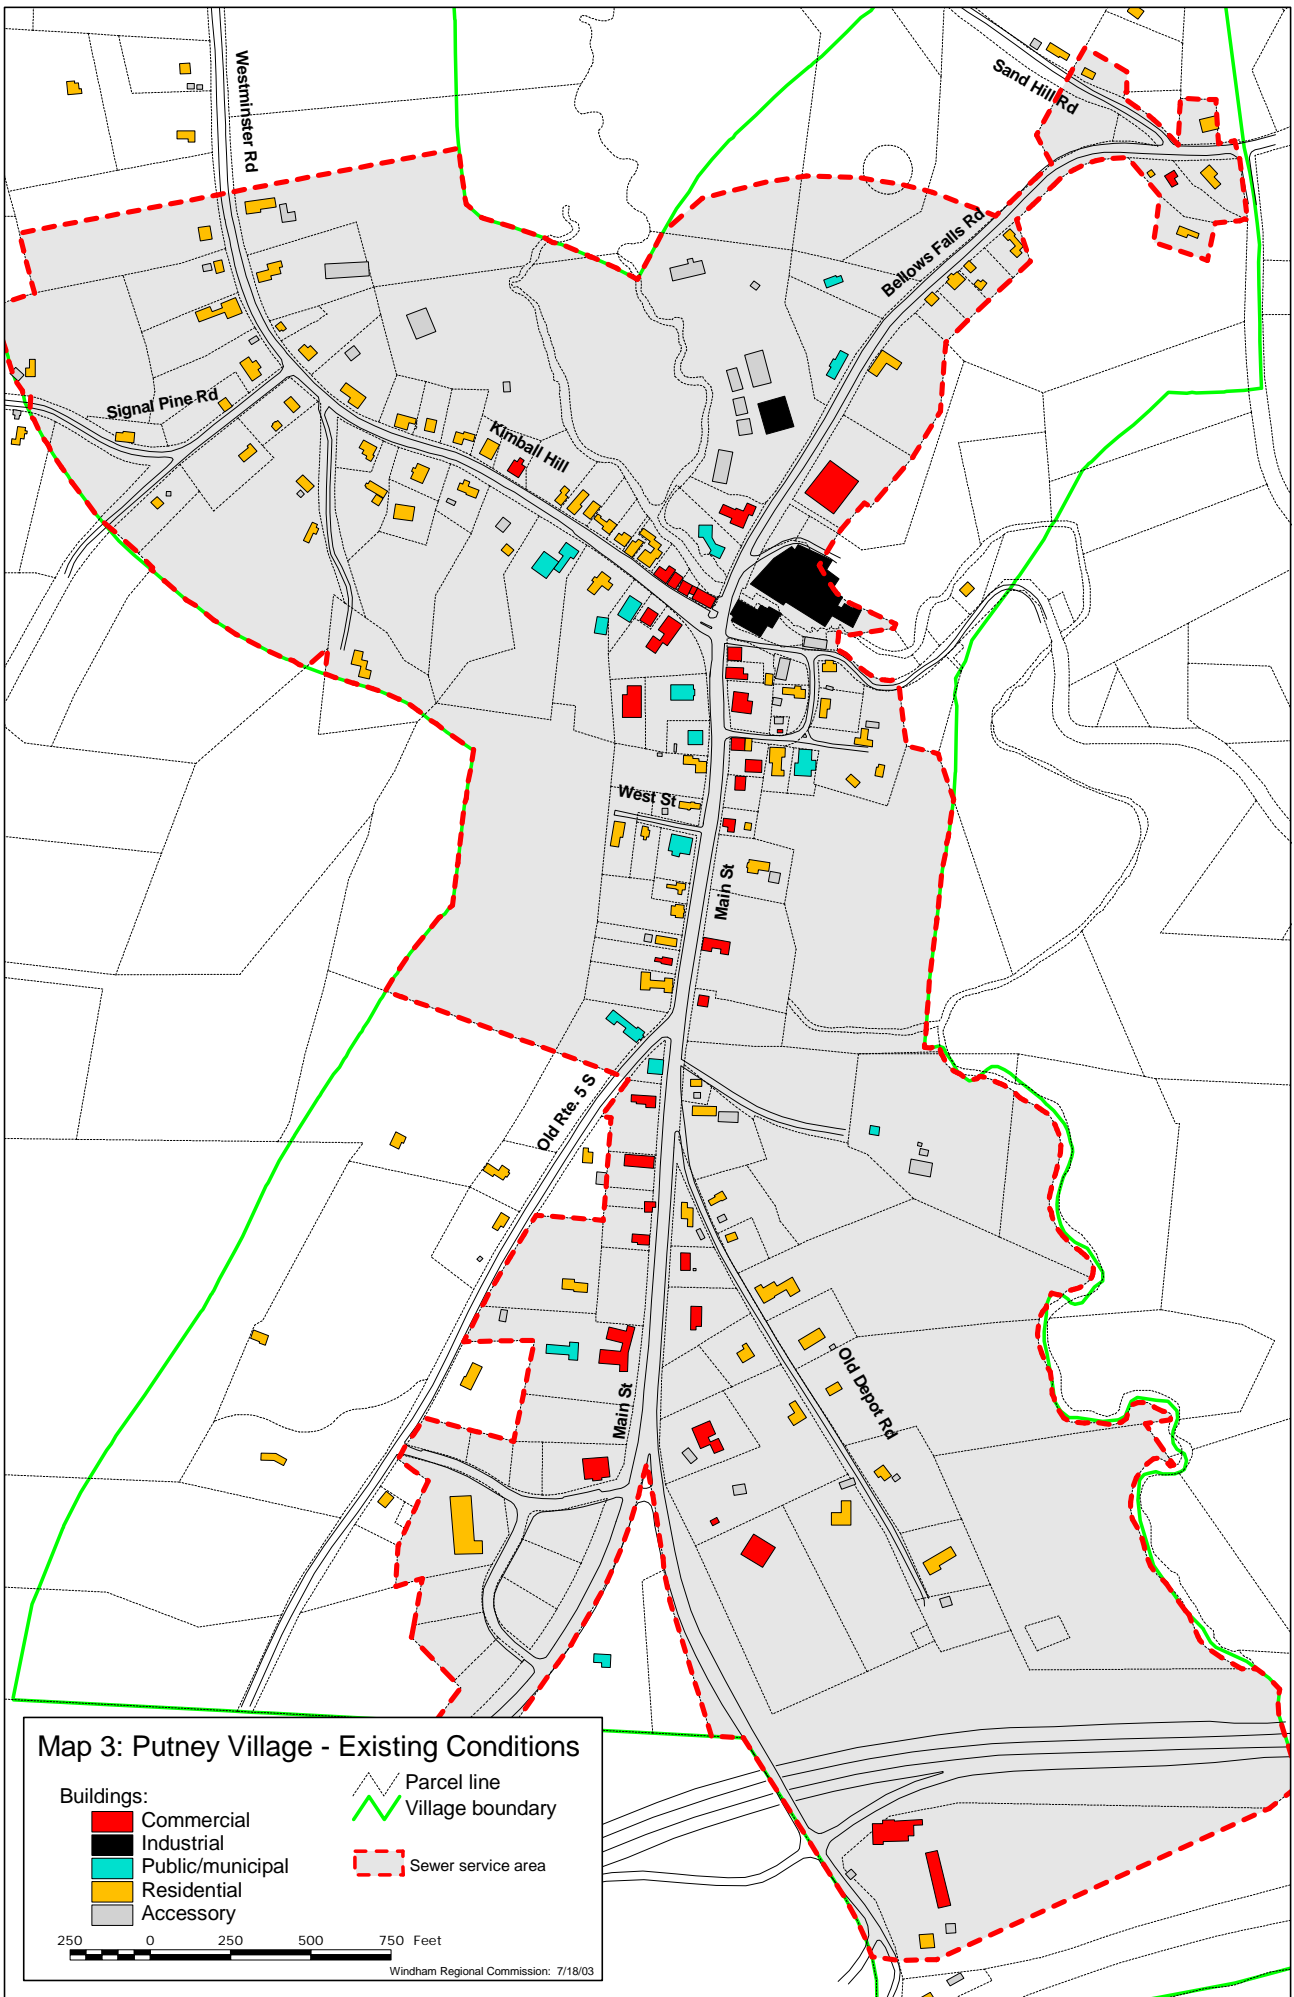 Westminster Rd
Sand Hill Rd
Bellows Falls Rd
Signal Pine Rd
Kimball Hill
West St
Main St
Old Rte. 5 S
Old Depot Rd
Main St
Map 3: Putney Village - Existing Conditions
Buildings:
Commercial
Industrial
Public/municipal
Residential
Accessory
Parcel line
Village boundary
Sewer service area
250 0 250 500 750 Feet
Windham Regional Commission: 7/18/03